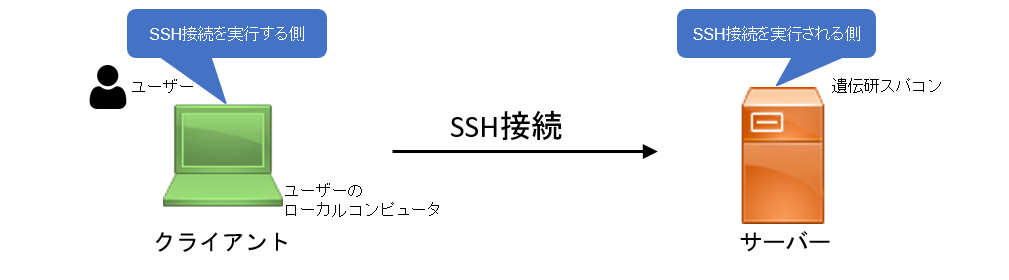 SSH接続を実行する側
SSH接続を実行される側
ユーザー
遺伝研スパコン
SSH接続
ユーザーの
ローカルコンピュータ
クライアント
サーバー